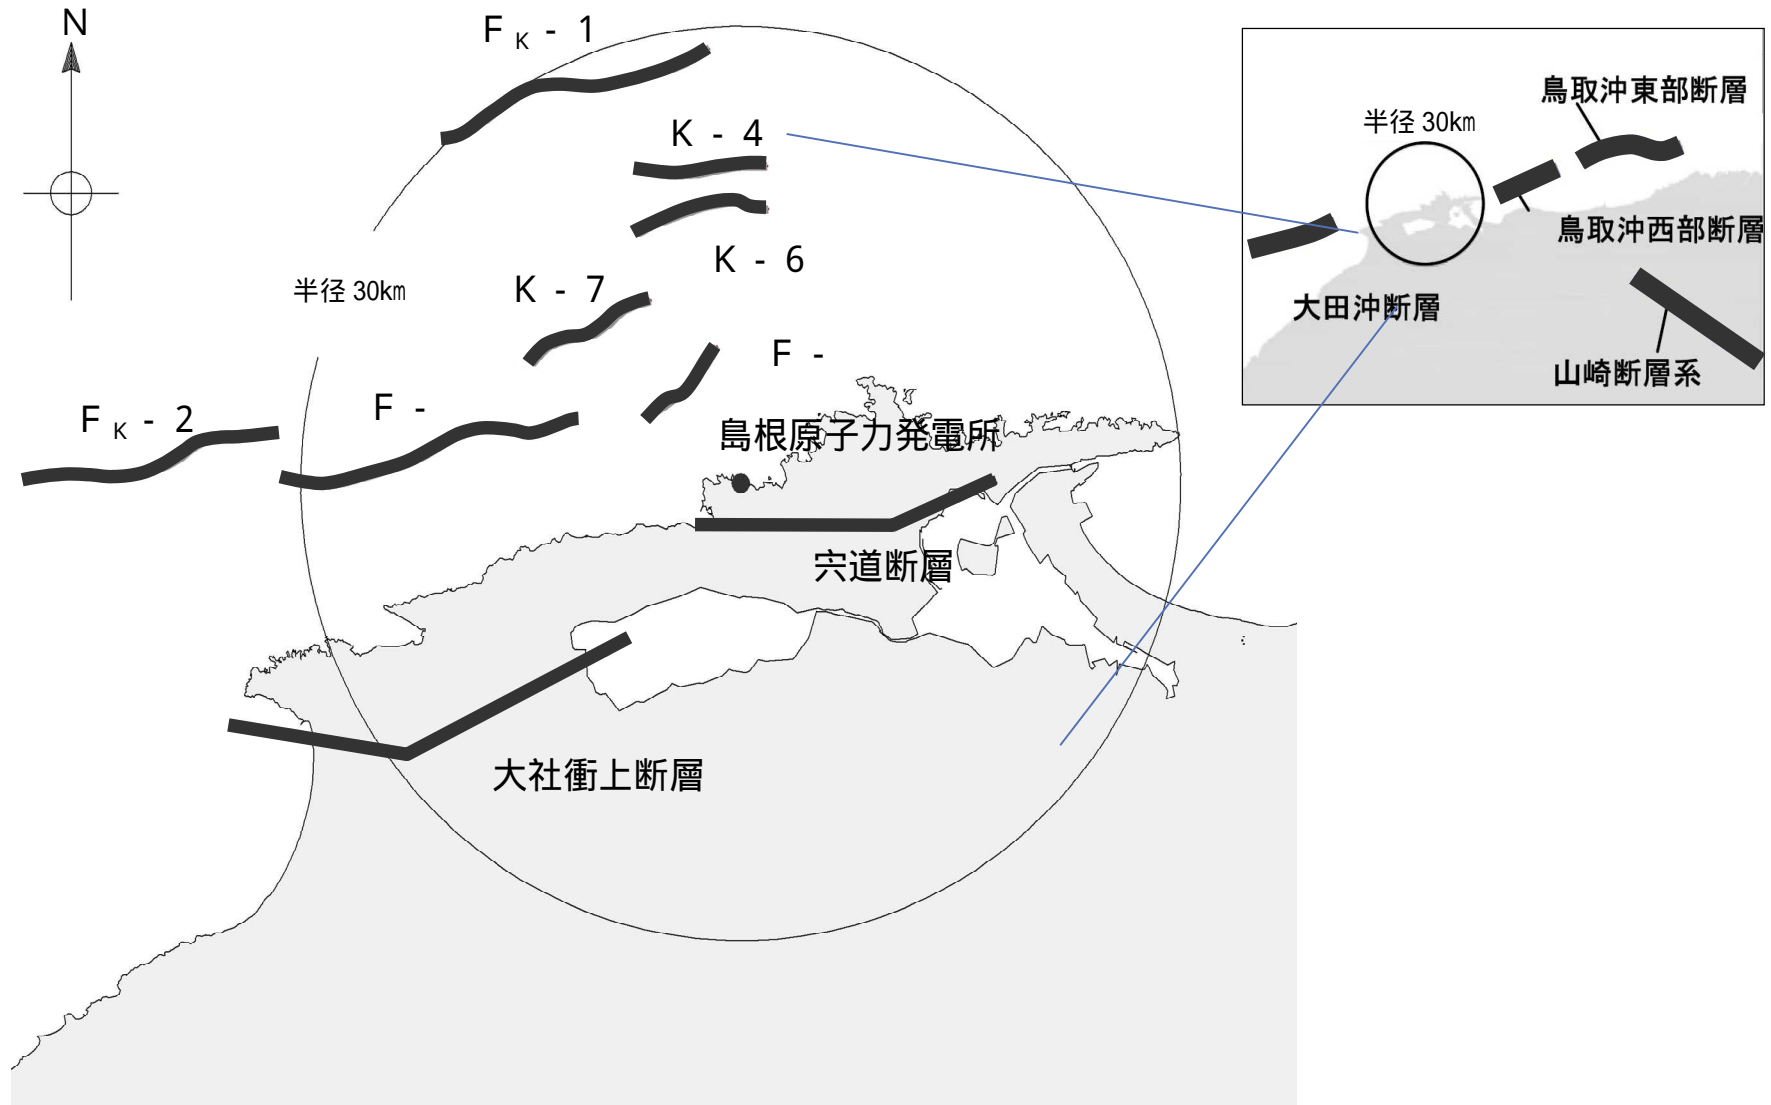 N
FK - 1
K - 4
K - 6
K - 7
半径 30km
F -
F -
FK - 2
島根原子力発電所
宍道断層
大社衝上断層
鳥取沖東部断層
半径 30km
鳥取沖西部断層
大田沖断層
山崎断層系